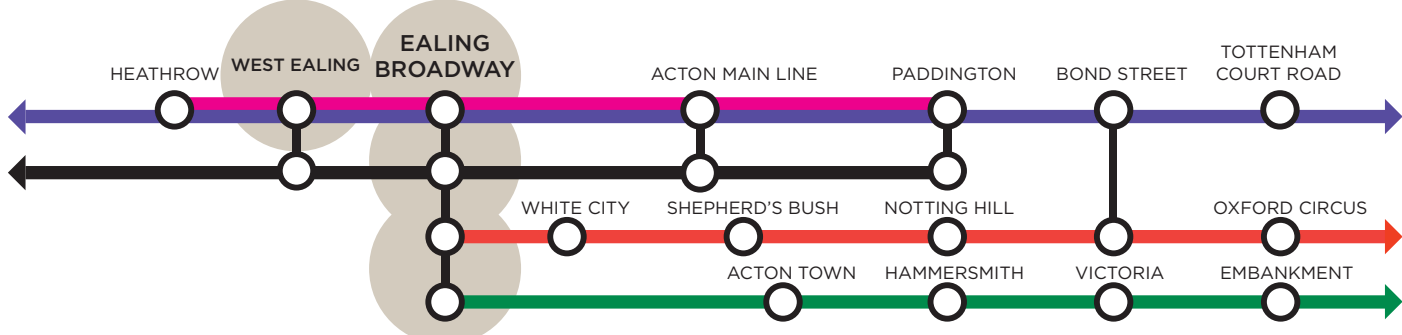 HEATHROW
WEST EALING
EALING
BROADWAY
ACTON MAIN LINE
PADDINGTON
BOND STREET
TOTTENHAM
COURT ROAD
WHITE CITY
SHEPHERD'S BUSH
NOTTING HILL
OXFORD CIRCUS
ACTON TOWN
HAMMERSMITH
VICTORIA
EMBANKMENT